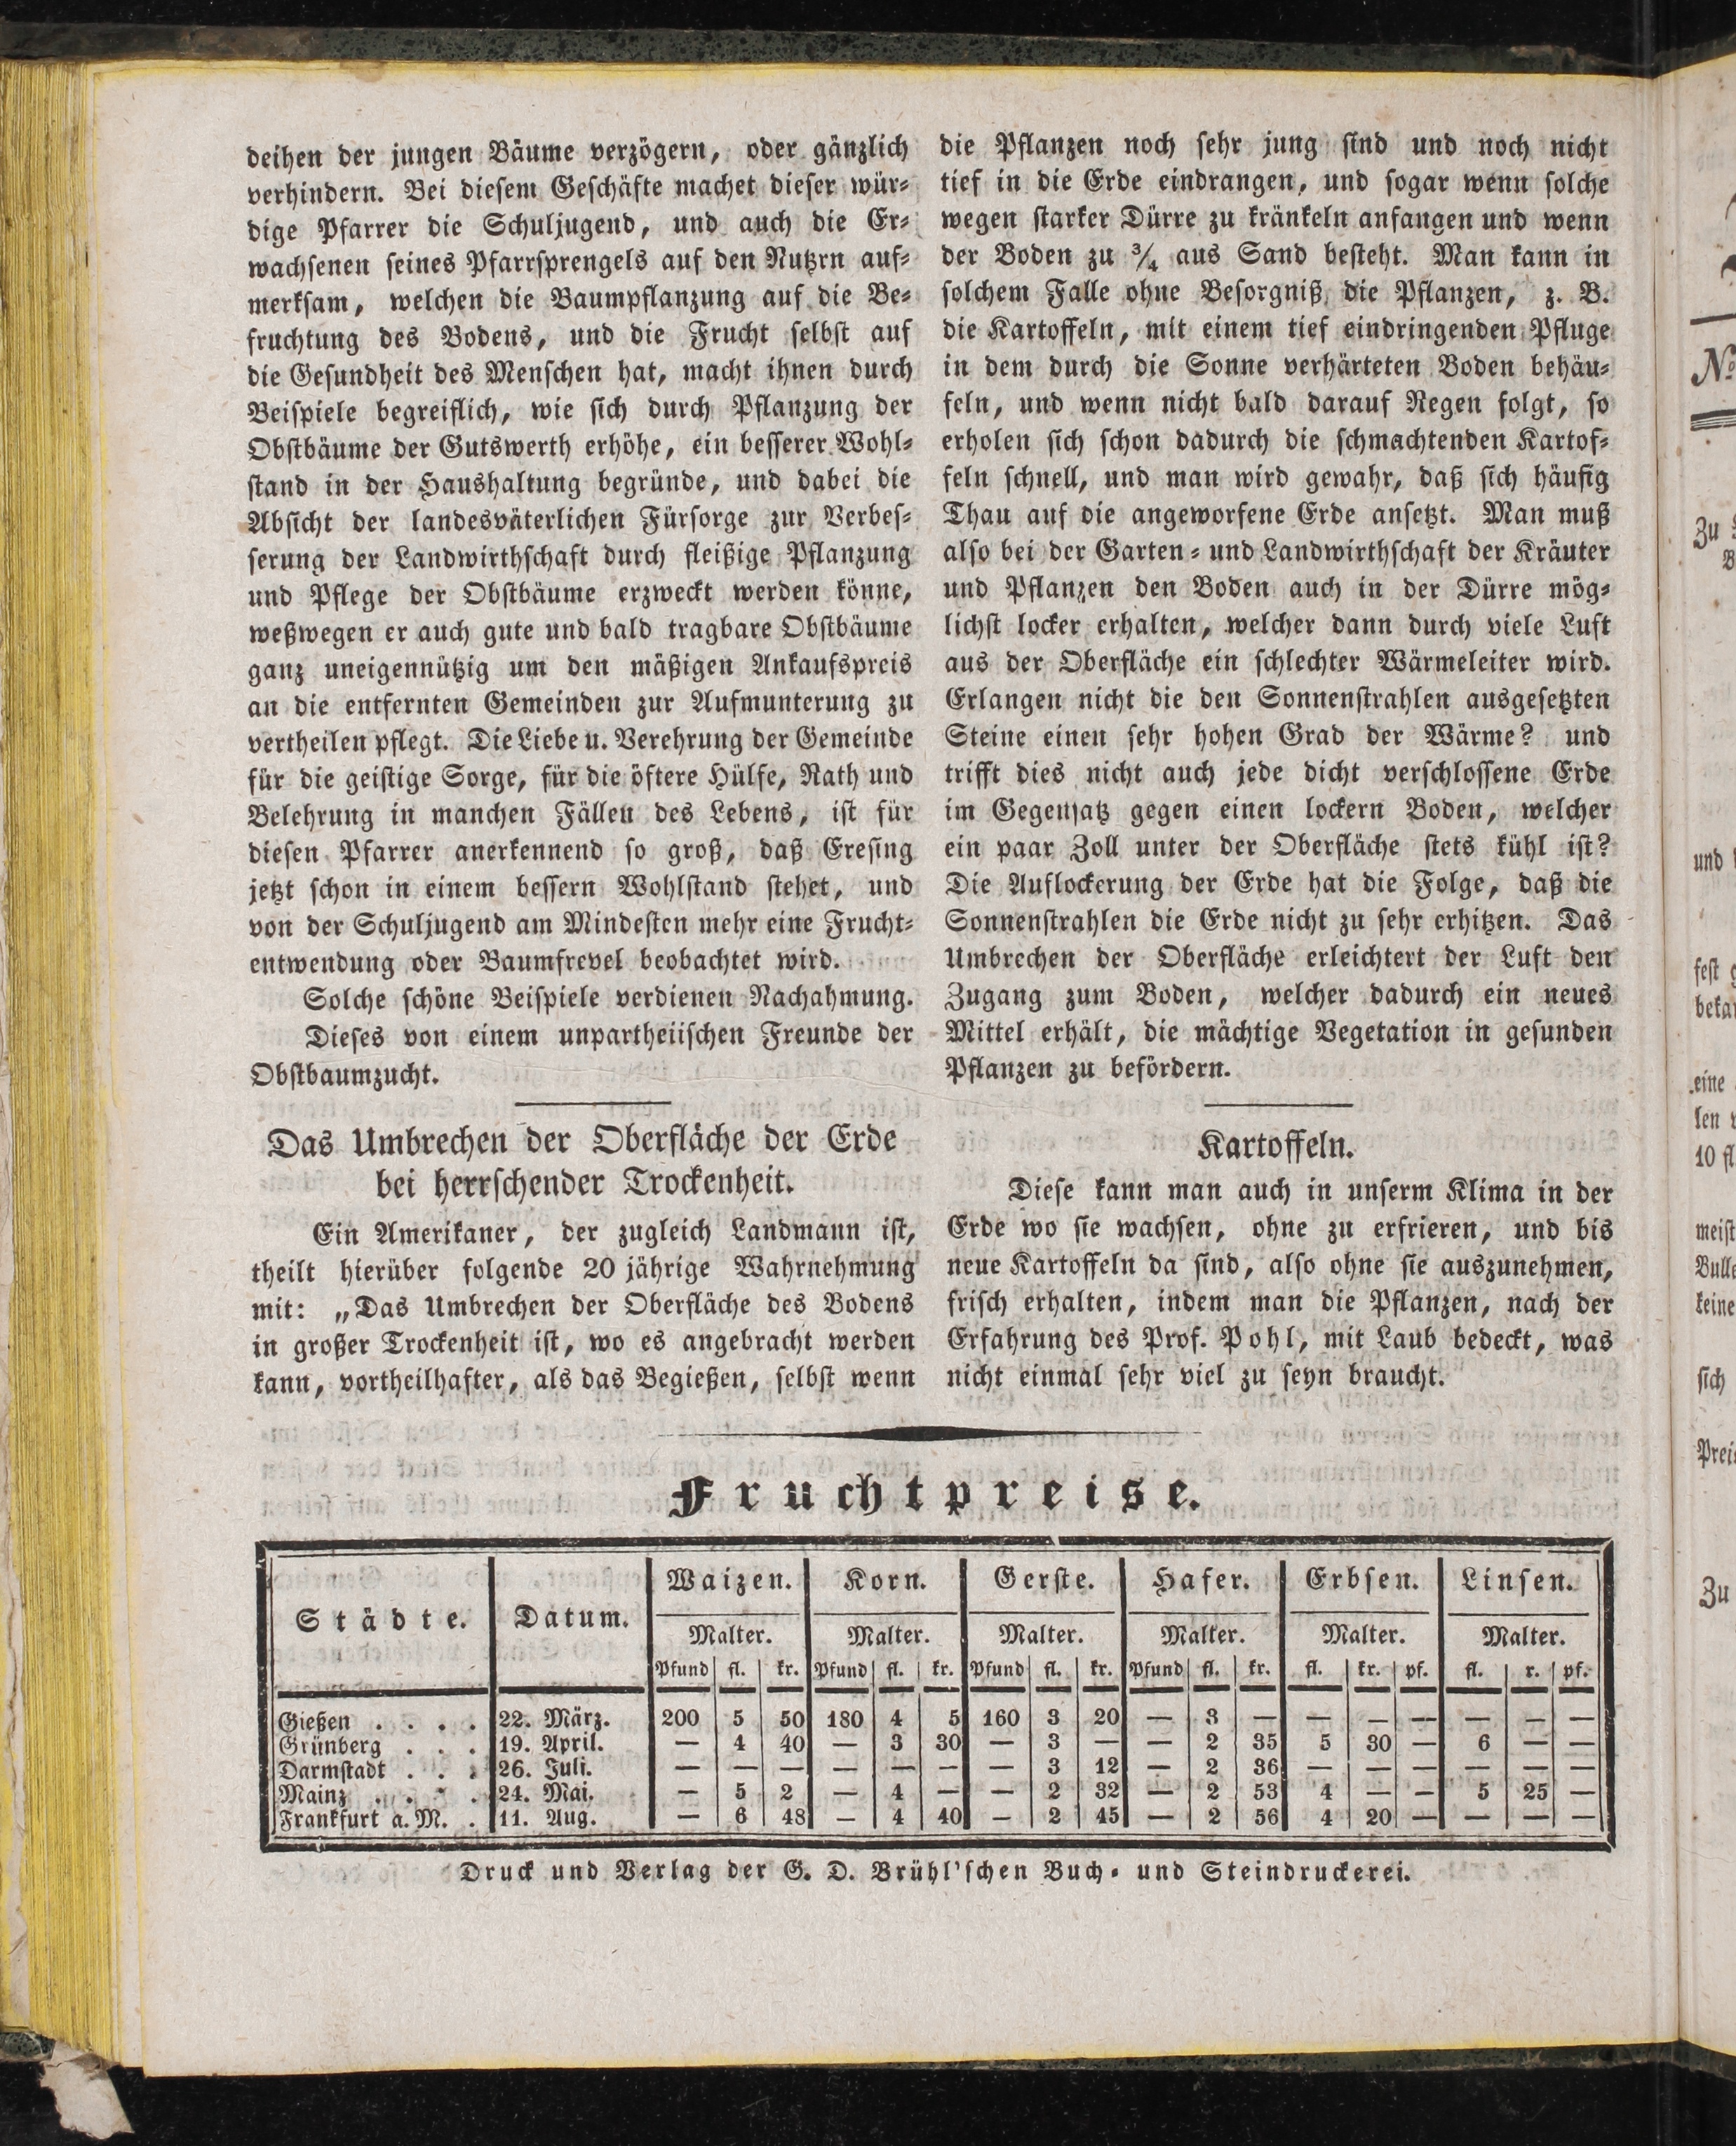 deihen der jungen Bäume verzögern, oder gänzlich
verhindern. Bei diesem Geschäfte machet dieser wür-
dige Pfarrer die Schuljugend, und auch die Er-
wachsenen seines Pfarrsprengels auf den Nutzrn auf-
merksam, welchen die Baumpflanzung auf die Be-
fruchtung des Bodens, und die Frucht selbst auf
die Gesundheit des Menschen hat, macht ihnen durch
Beispiele begreiflich, wie sich durch Pflanzung der
Obstbäume der Gutswerth erhöhe, ein besserer Wohl-
stand in der Haushaltung begründe, und dabei die
Absicht der landesväterlichen Fürsorge zur Verbes-
serung der Landwirthschaft durch fleißige Pflanzung
und Pflege der Obstbäume erzweckt werden könne,
weßwegen er auch gute und bald tragbare Obstbäume
ganz uneigennützig um den mäßigen Ankaufspreis
an die entfernten Gemeinden zur Aufmunterung zu
vertheilen pflegt. Die Liebe u. Verehrung der Gemeinde
für die geistige Sorge, für die öftere Hülfe, Rath und
Belehrung in manchen Fällen des Lebens, ist für
diesen Pfarrer anerkennend so groß, daß Eresing
jetzt schon in einem bessern Wohlstand stehet, und
von der Schuljugend am Mindesten mehr eine Frucht-
entwendung oder Baumfrevel beobachtet wird.
Solche schöne Beispiele verdienen Nachahmung.
Dieses von einem unpartheiischen Freunde der
Obstbaumzucht.
Das Umbrechen der Oberfläche der Erde
bei herrschender Trockenheit.
Ein Amerikaner, der zugleich Landmann ist,
theilt hierüber folgende 20 jährige Wahrnehmung
mit: „Das Umbrechen der Oberfläche des Bodens
in großer Trockenheit ist, wo es angebracht werden
kann, vortheilhafter, als das Begießen, selbst wenn
die Pflanzen noch sehr jung sind und noch nicht
tief in die Erde eindrangen, und sogar wenn solche
wegen starker Dürre zu kränkeln anfangen und wenn
der Boden zu ¾ aus Sand besteht. Man kann in
solchem Falle ohne Besorgniß die Pflanzen, z. B.
die Kartoffeln, mit einem tief eindringenden Pfluge
in dem durch die Sonne verhärteten Boden behäu-
feln, und wenn nicht bald darauf Regen folgt, so
erholen sich schon dadurch die schmachtenden Kartof-
feln schnell, und man wird gewahr, daß sich häufig
Thau auf die angeworfene Erde ansetzt. Man muß
also bei der Garten- und Landwirthschaft der Kräuter
und Pflanzen den Boden auch in der Dürre mög-
lichst locker erhalten, welcher dann durch viele Luft
aus der Oberfläche ein schlechter Wärmeleiter wird.
Erlangen nicht die den Sonnenstrahlen ausgesetzten
Steine einen sehr hohen Grad der Wärme? und
trifft dies nicht auch jede dicht verschlossene Erde
im Gegensatz gegen einen lockern Boden, welcher
ein paar Zoll unter der Oberfläche stets kühl ist?
Die Auflockerung der Erde hat die Folge, daß die
Sonnenstrahlen die Erde nicht zu sehr erhitzen. Das
Umbrechen der Oberfläche erleichtert der Luft den
Zugang zum Boden, welcher dadurch ein neues
Mittel erhält, die mächtige Vegetation in gesunden
Pflanzen zu befördern.
Kartoffeln.
Diese kann man auch in unserm Klima in der
Erde wo sie wachsen, ohne zu erfrieren, und bis
neue Kartoffeln da sind, also ohne sie auszunehmen,
frisch erhalten, indem man die Pflanzen, nach der
Erfahrung des Prof. Pohl, mit Laub bedeckt, was
nicht einmal sehr viel zu seyn braucht.
Fruchtpreise.
Städte. Datum. Waizen. Korn. Gerste. Hafer. Erbsen. Linsen.
Malter. Malter. Malter. Malter. Malter. Malter.
Pfund fl. kr. Pfund fl. kr. Pfund fl. kr. Pfund fl. kr. fl. kr. pf. fl. r. pf.
Gießen . . . . 22. März. 200 5 50 180 4 5 160 3 20 — 3 — — — — — — —
Grünberg . . . 19. April. — 4 40 — 3 30 — 3 — — 2 35 5 30 — 6 — —
Darmstadt . . . 26. Juli. — — — — — — — 3 12 — 2 36 — — — — — —
Mainz . . . . 24. Mai. — 5 2 — 4 — — 2 32 — 2 53 4 — — 5 25 —
Frankfurt a. M. . 11. Aug. — 6 48 — 4 40 — 2 45 — 2 56 4 20 — — — —
Druck und Verlag der G. D. Brühl'schen Buch- und Steindruckerei.
No
Zu
und
fest
eine
10 fl
meist
keine
sich
Zu